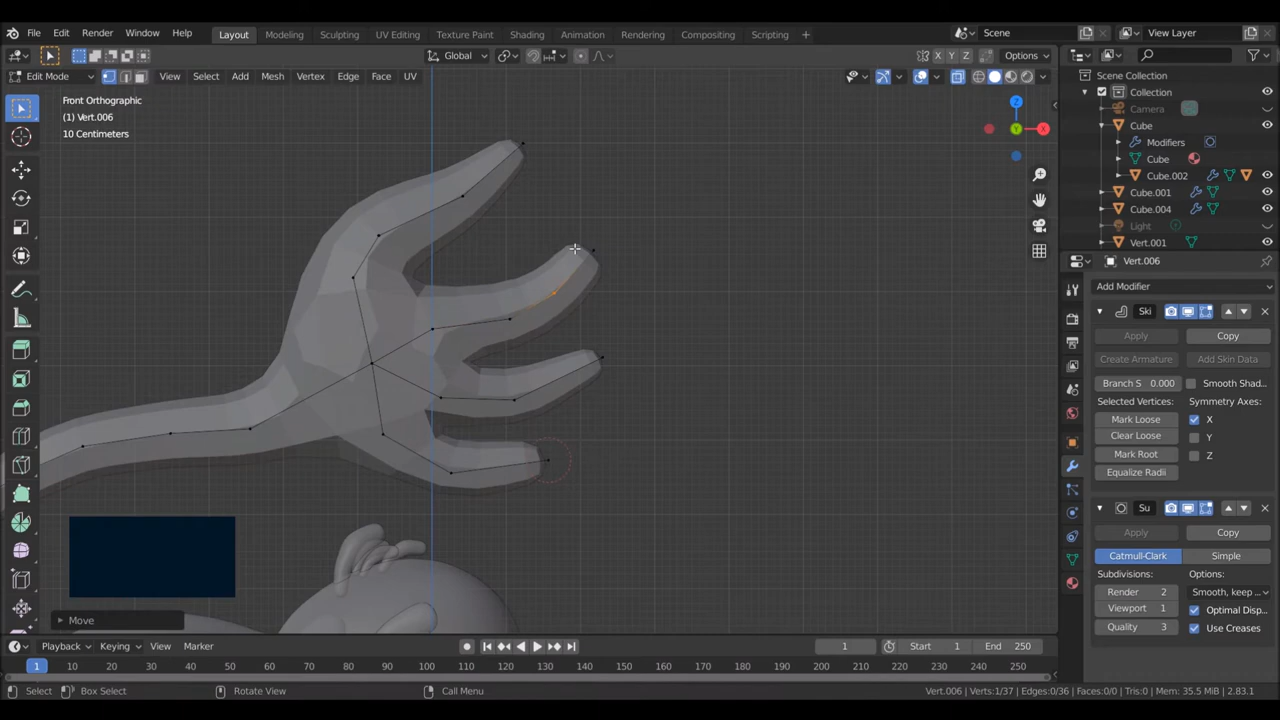 File Edit Render Window Help Layout Modeling Sculpting UV Editing Texture Paint Shading Animation Rendering Compositing Scripting + Scene View Layer
Global Options
Edit Mode View Select Add Mesh Vertex Edge Face UV
X Y Z
Front Orthographic
(1) Vert.006
10 Centimeters
Z
Y
X
Scene Collection
Collection
Camera
Cube
Modifiers
Cube
Cube.002
Cube.001
Cube.004
Light
Vert.001
Vert.006
Add Modifier
Ski
Apply Copy
Create Armature Add Skin Data
Branch S 0.000 Smooth Shad...
Selected Vertices: Symmetry Axes:
Mark Loose X
Clear Loose Y
Mark Root Z
Equalize Radii
Su
Apply Copy
Catmull-Clark Simple
Subdivisions: Options:
Render 2 Smooth, keep ...
Viewport 1 Optimal Disp...
Quality 3 Use Creases
Move
Playback Keying View Marker 1 Start 1 End 250
1 10 20 30 40 50 60 70 80 90 100 110 120 130 140 150 160 170 180 190 200 210 220 230 240 250
Select Box Select Rotate View Call Menu Vert.006 | Verts:1/37 | Edges:0/36 | Faces:0/0 | Tris:0 | Mem: 35.5 MiB | 2.83.1